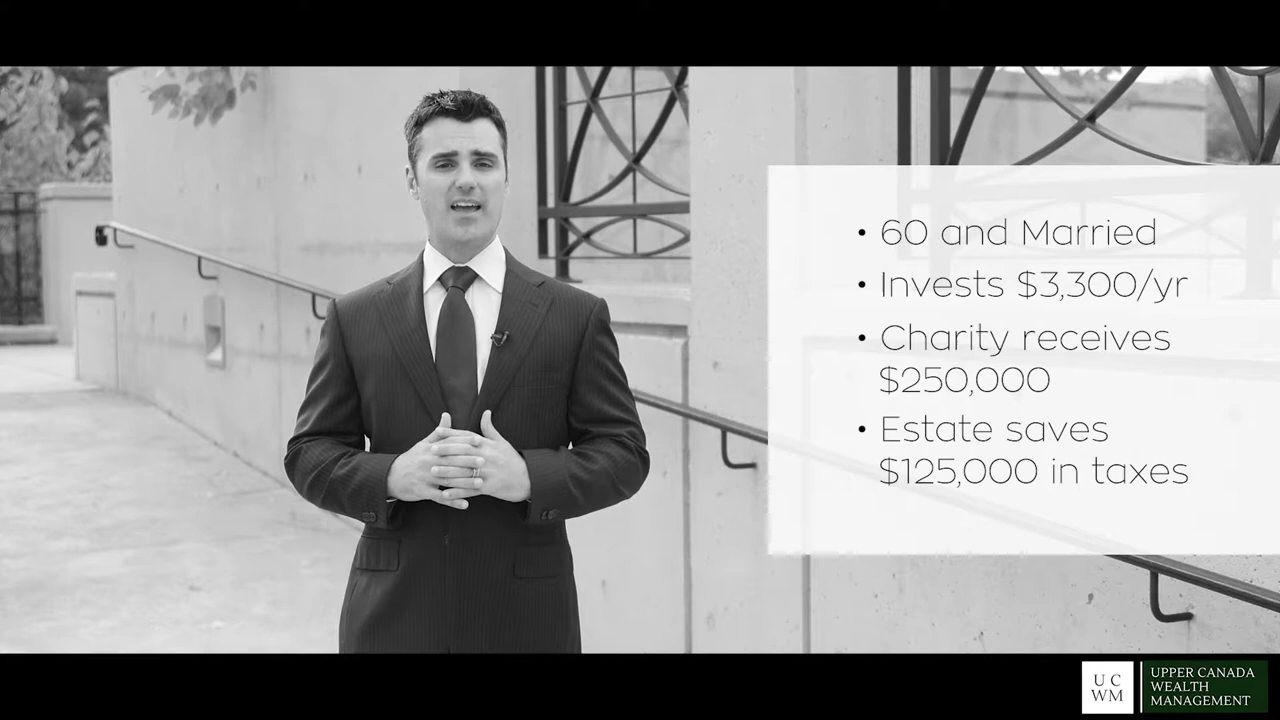 • 60 and Married
• Invests $3,300/yr
• Charity receives
$250,000
• Estate saves
$125,000 in taxes
U C
W M
UPPER CANADA
WEALTH
MANAGEMENT